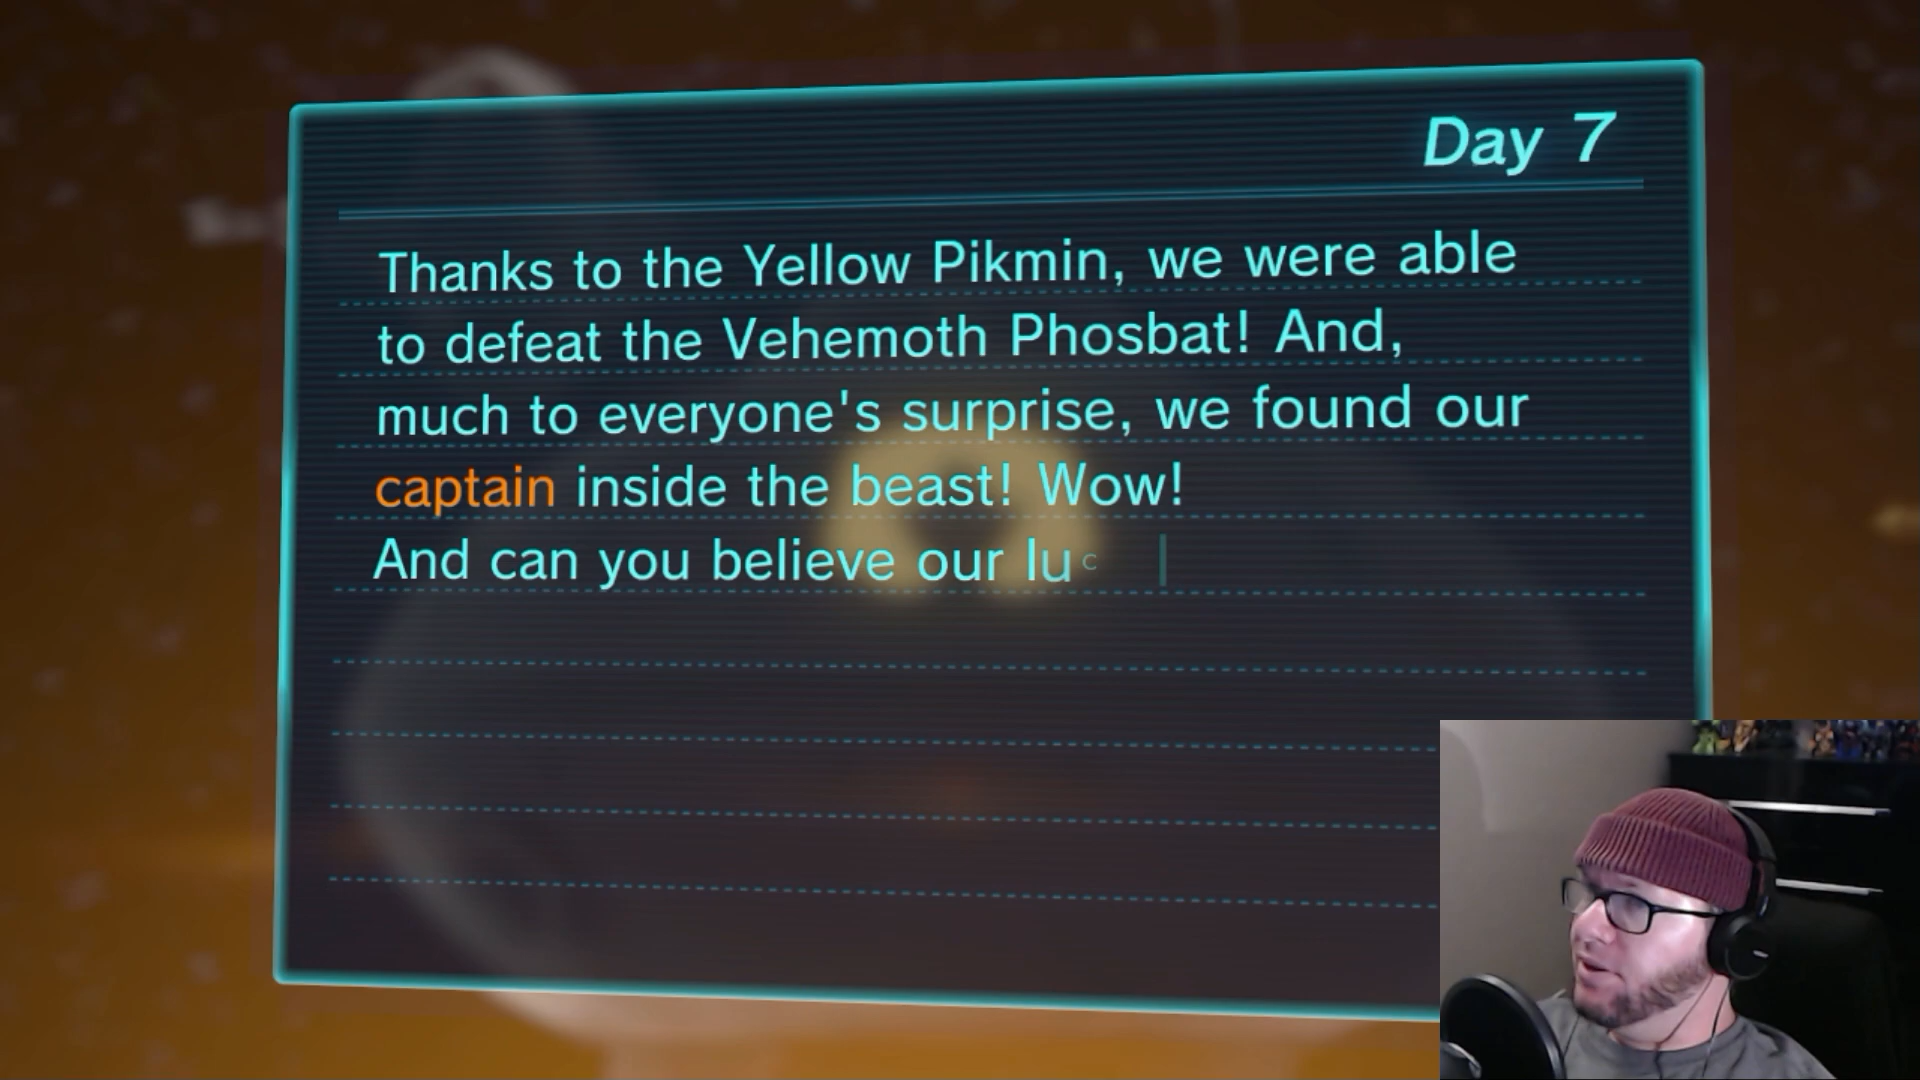 Day 7
Thanks to the Yellow Pikmin, we were able
to defeat the Vehemoth Phosbat! And,
much to everyone's surprise, we found our
captain inside the beast! Wow!
And can you believe our luc